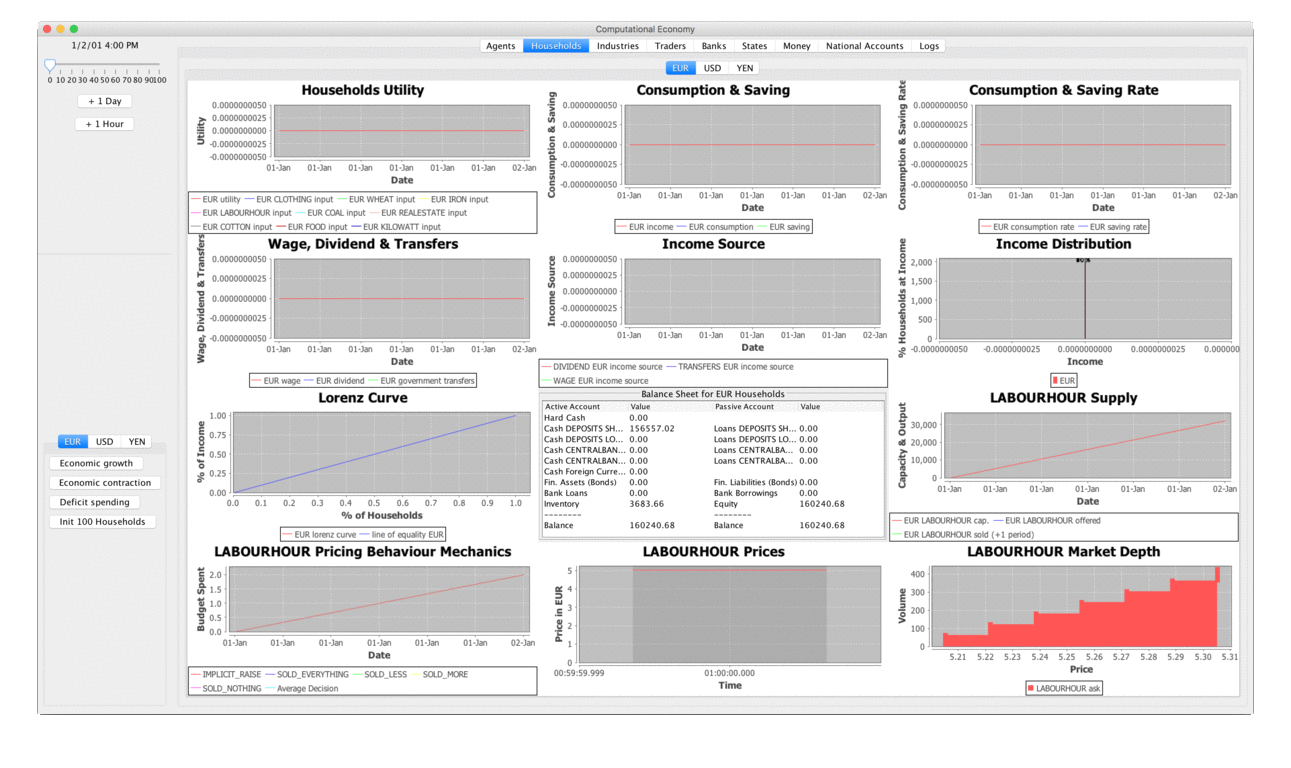 Computational Economy
1/2/01 4:00 PM
0 10 20 30 40 50 60 70 80 90100
+ 1 Day
+ 1 Hour
Agents Households Industries Traders Banks States Money National Accounts Logs
EUR USD YEN
Households Utility
Utility
0.0000000050
0.0000000025
0.0000000000
-0.0000000025
-0.0000000050
01-Jan 01-Jan 01-Jan 01-Jan 01-Jan 01-Jan 02-Jan
Date
EUR utility EUR CLOTHING input EUR WHEAT input EUR IRON input
EUR LABOURHOUR input EUR COAL input EUR REALESTATE input
EUR COTTON input EUR FOOD input EUR KILOWATT input
Consumption & Saving
Consumption & Saving
0.0000000050
0.0000000025
0.0000000000
-0.0000000025
-0.0000000050
01-Jan 01-Jan 01-Jan 01-Jan 01-Jan 01-Jan 02-Jan
Date
EUR income EUR consumption EUR saving
Consumption & Saving Rate
Consumption & Saving Rate
0.0000000050
0.0000000025
0.0000000000
-0.0000000025
-0.0000000050
01-Jan 01-Jan 01-Jan 01-Jan 01-Jan 01-Jan 02-Jan
Date
EUR consumption rate EUR saving rate
Wage, Dividend & Transfers
Wage, Dividend & Transfers
0.0000000050
0.0000000025
0.0000000000
-0.0000000025
-0.0000000050
01-Jan 01-Jan 01-Jan 01-Jan 01-Jan 01-Jan 02-Jan
Date
EUR wage EUR dividend EUR government transfers
Income Source
Income Source
0.0000000050
0.0000000025
0.0000000000
-0.0000000025
-0.0000000050
01-Jan 01-Jan 01-Jan 01-Jan 01-Jan 01-Jan 02-Jan
Date
DIVIDEND EUR income source TRANSFERS EUR income source
WAGE EUR income source
Income Distribution
% Households at Income
2,000
1,500
1,000
500
0
-0.0000000050 -0.0000000025 0.0000000000 0.0000000025 0.000000
Income
EUR
Lorenz Curve
% of Income
1.00
0.75
0.50
0.25
0.00
0.0 0.1 0.2 0.3 0.4 0.5 0.6 0.7 0.8 0.9 1.0
% of Households
EUR lorenz curve line of equality EUR
Balance Sheet for EUR Households
Active Account Value Passive Account Value
Hard Cash 0.00
Cash DEPOSITS SH... 156557.02 Loans DEPOSITS SH... 0.00
Cash DEPOSITS LO... 0.00 Loans DEPOSITS LO... 0.00
Cash CENTRALBAN... 0.00 Loans CENTRALBA... 0.00
Cash CENTRALBAN... 0.00 Loans CENTRALBA... 0.00
Cash Foreign Curre... 0.00
Fin. Assets (Bonds) 0.00 Fin. Liabilities (Bonds) 0.00
Bank Loans 0.00 Bank Borrowings 0.00
Inventory 3683.66 Equity 160240.68
-------- --------
Balance 160240.68 Balance 160240.68
LABOURHOUR Supply
Capacity & Output
30,000
20,000
10,000
0
01-Jan 01-Jan 01-Jan 01-Jan 01-Jan 01-Jan 02-Jan
Date
EUR LABOURHOUR cap. EUR LABOURHOUR offered
EUR LABOURHOUR sold (+1 period)
EUR USD YEN
Economic growth
Economic contraction
Deficit spending
Init 100 Households
LABOURHOUR Pricing Behaviour Mechanics
Budget Spent
2.0
1.5
1.0
0.5
0.0
01-Jan 01-Jan 01-Jan 01-Jan 01-Jan 01-Jan 02-Jan
Date
IMPLICIT_RAISE SOLD_EVERYTHING SOLD_LESS SOLD_MORE
SOLD_NOTHING Average Decision
LABOURHOUR Prices
Price in EUR
5
4
3
2
1
0
00:59:59.999 01:00:00.000
Time
LABOURHOUR Market Depth
Volume
400
300
200
100
0
5.21 5.22 5.23 5.24 5.25 5.26 5.27 5.28 5.29 5.30 5.31
Price
LABOURHOUR ask